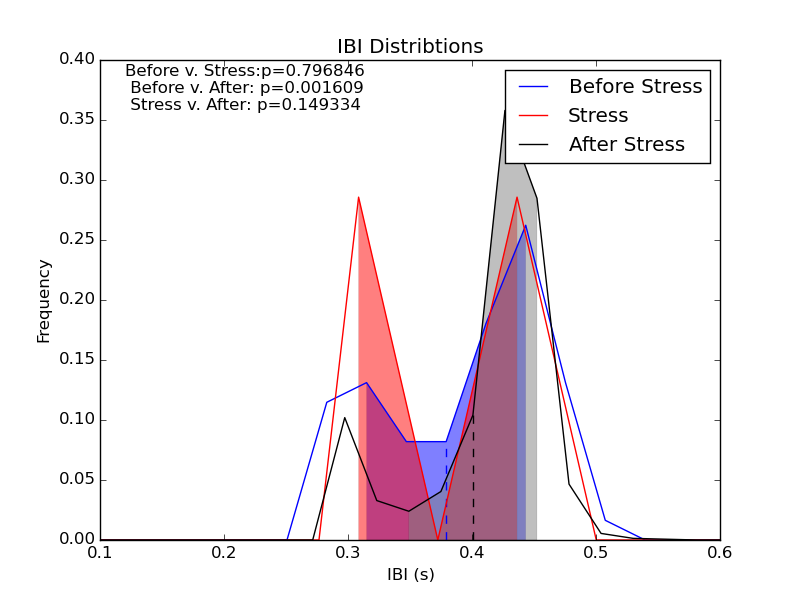 IBI Distribtions
Before v. Stress:p=0.796846
Before v. After: p=0.001609
Stress v. After: p=0.149334
Before Stress
Stress
After Stress
0.40
0.35
0.30
0.25
0.20
0.15
0.10
0.05
0.00
Frequency
0.1 0.2 0.3 0.4 0.5 0.6
IBI (s)